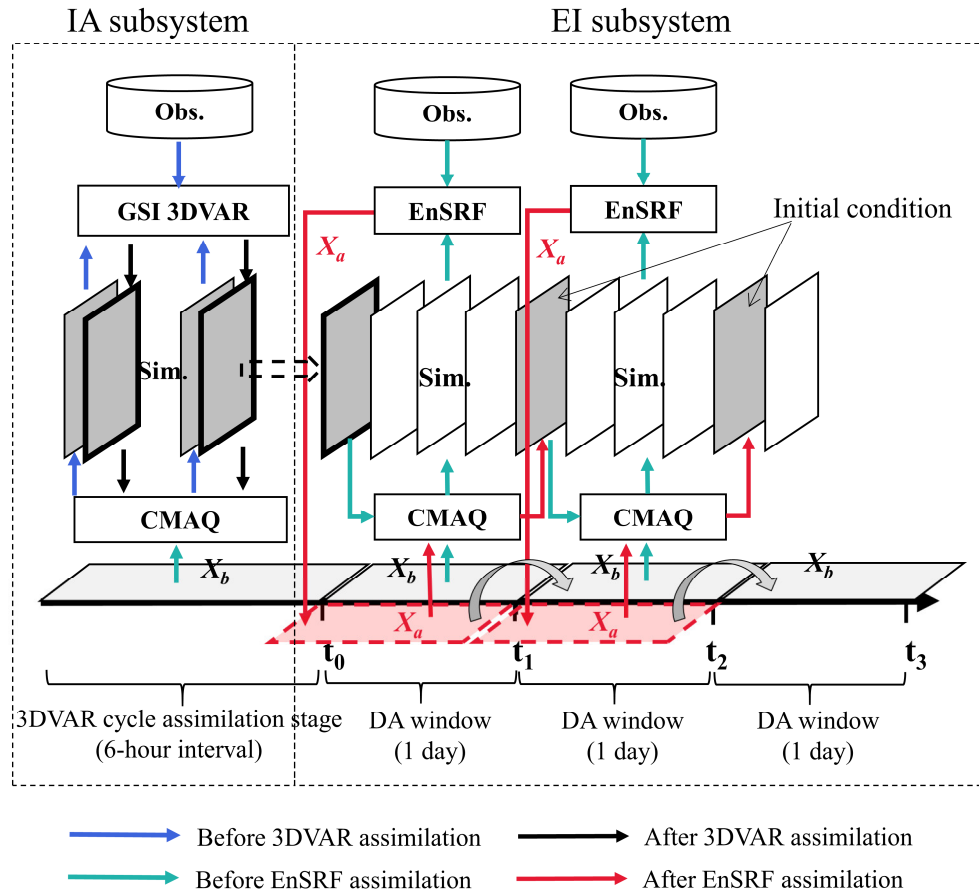 IA subsystem
EI subsystem
Obs.
Obs.
Obs.
GSI 3DVAR
EnSRF
EnSRF
Initial condition
Xa
Xa
Sim.
Sim.
Sim.
CMAQ
CMAQ
CMAQ
Xb
Xb
Xb
Xb
Xa
Xa
t0
t1
t2
t3
3DVAR cycle assimilation stage
(6-hour interval)
DA window
(1 day)
DA window
(1 day)
DA window
(1 day)
Before 3DVAR assimilation
After 3DVAR assimilation
Before EnSRF assimilation
After EnSRF assimilation